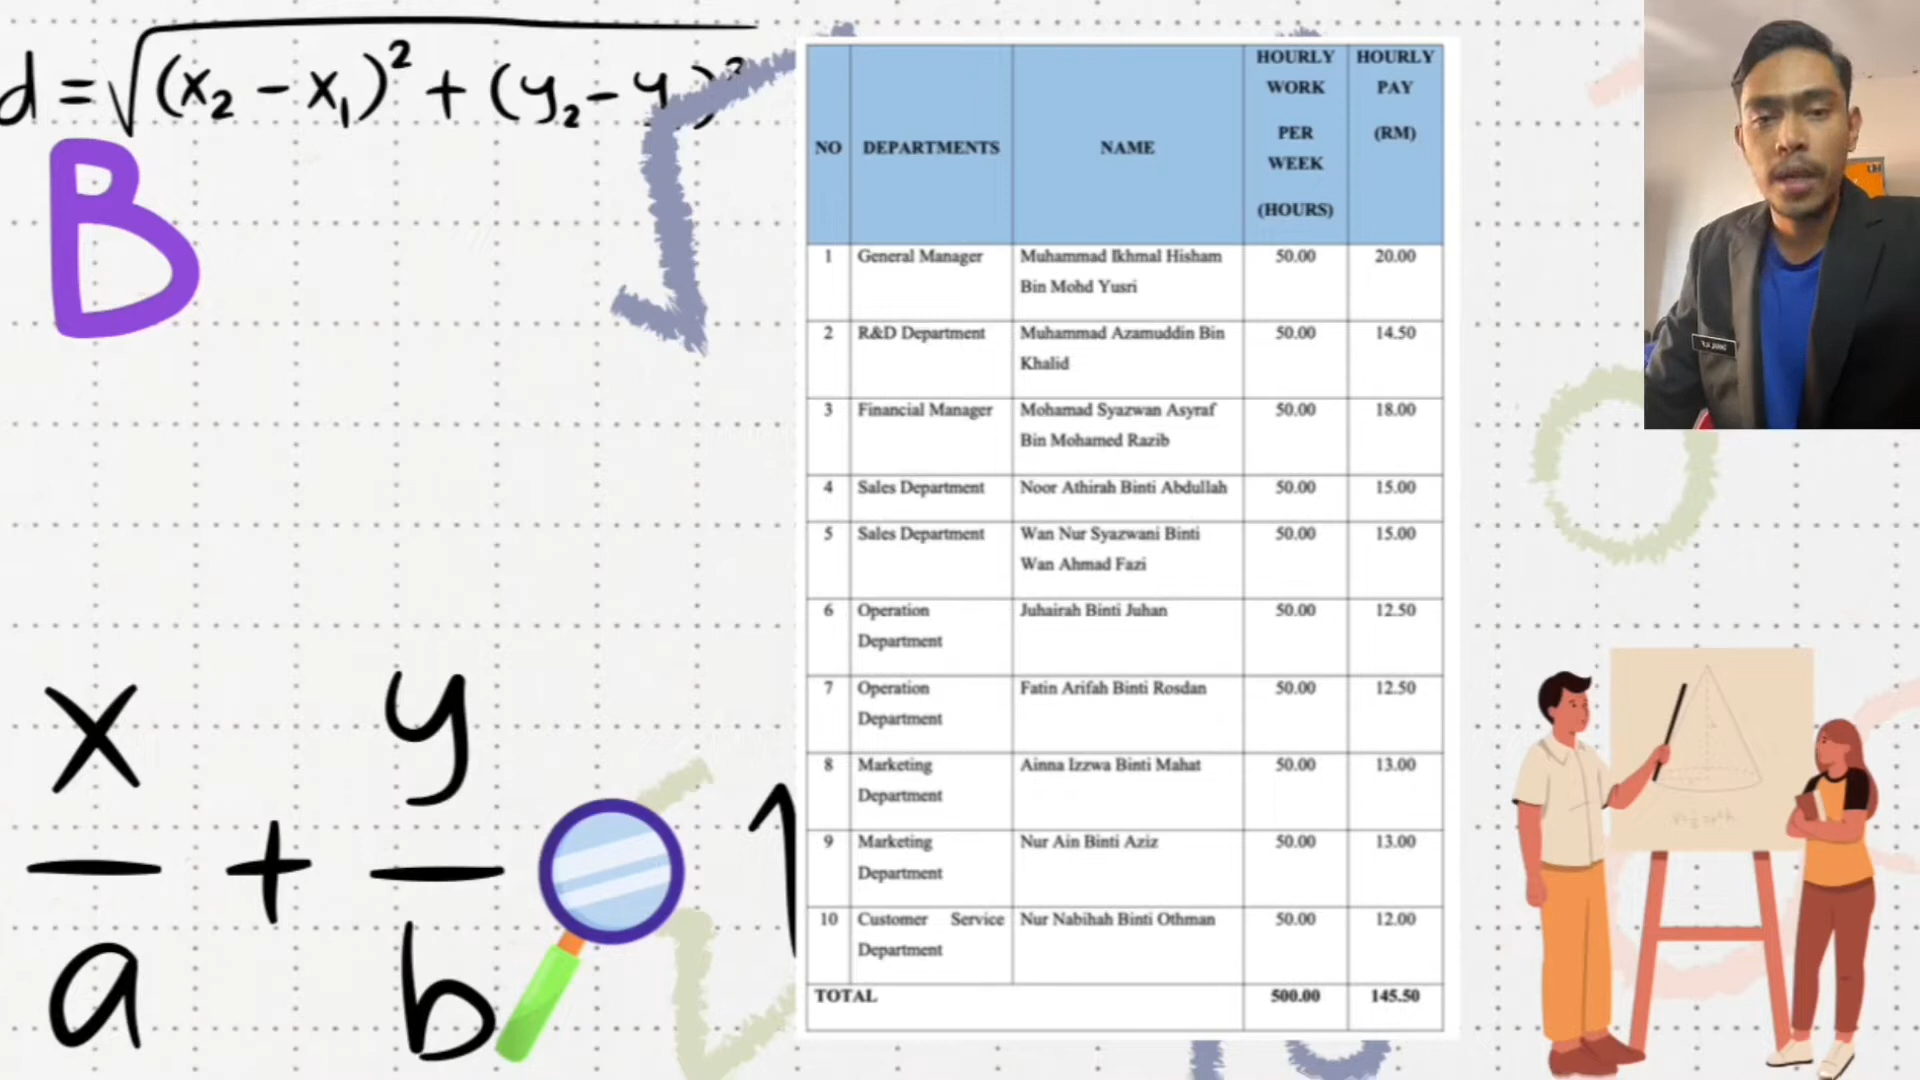 d = √(x₂ - x₁)² + (y₂ - y )²
B
x/a + y/b 1
NO DEPARTMENTS NAME HOURLY WORK PER WEEK (HOURS) HOURLY PAY (RM)
1 General Manager Muhammad Ikhmal Hisham 50.00 20.00
Bin Mohd Yusri
2 R&D Department Muhammad Azamuddin Bin 50.00 14.50
Khalid
3 Financial Manager Mohamad Syazwan Asyraf 50.00 18.00
Bin Mohamed Razib
4 Sales Department Noor Athirah Binti Abdullah 50.00 15.00
5 Sales Department Wan Nur Syazwani Binti 50.00 15.00
Wan Ahmad Fazi
6 Operation Juhairah Binti Juhan 50.00 12.50
Department
7 Operation Fatin Arifah Binti Rosdan 50.00 12.50
Department
8 Marketing Ainna Izzwa Binti Mahat 50.00 13.00
Department
9 Marketing Nur Ain Binti Aziz 50.00 13.00
Department
10 Customer Service Nur Nabihah Binti Othman 50.00 12.00
Department
TOTAL 500.00 145.50